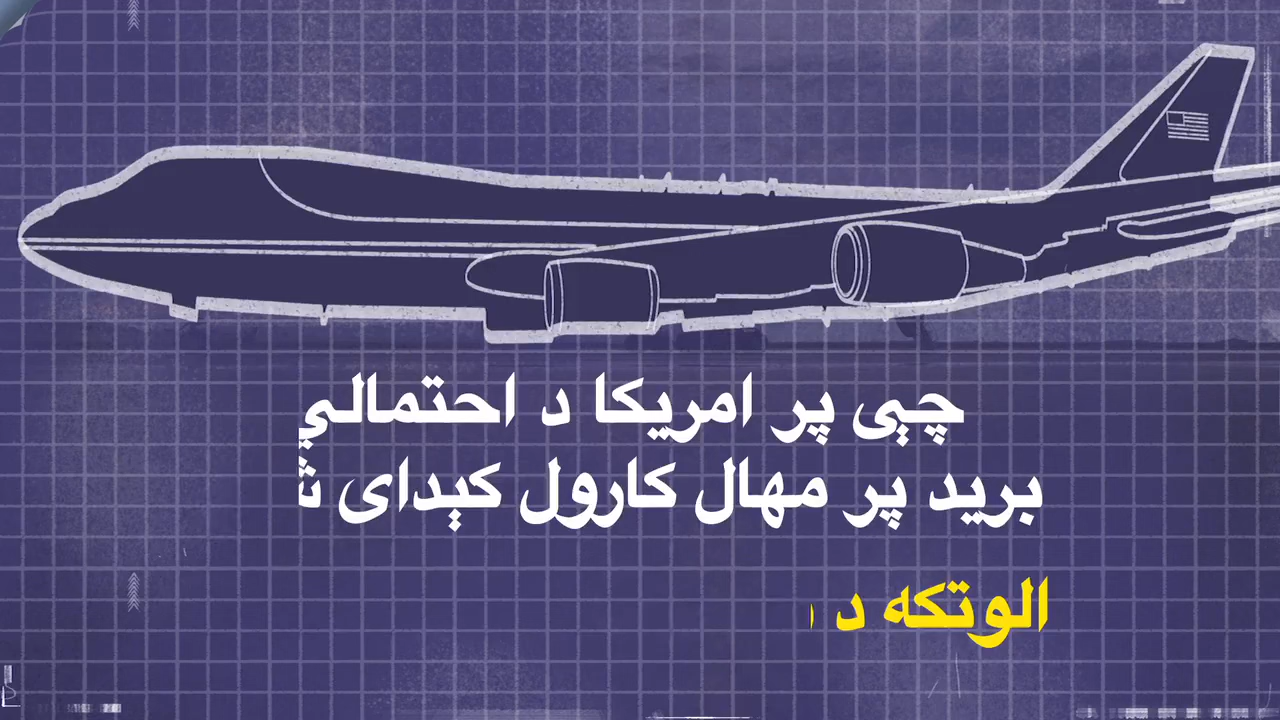 چې پر امریکا د احتمالي
برید پر مهال کارول کېدای
الوتکه د